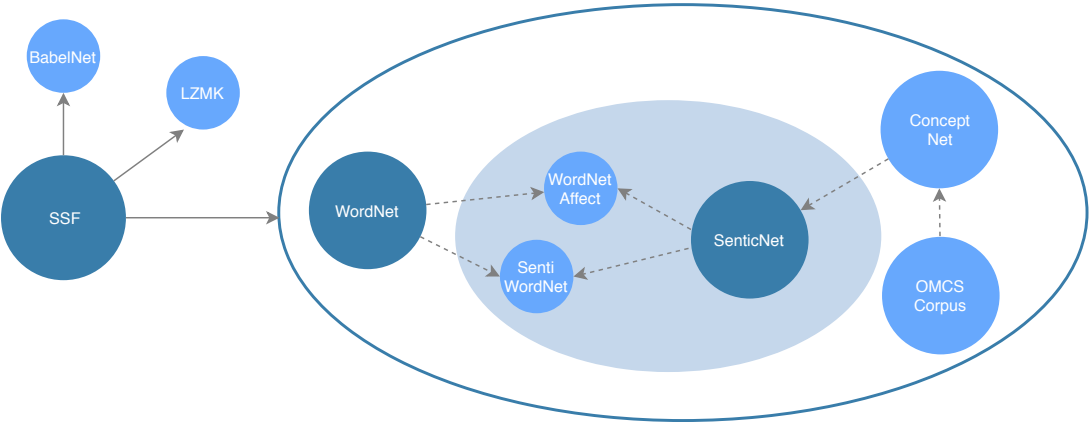 BabelNet
LZMK
SSF
WordNet
WordNet
Affect
Senti
WordNet
SenticNet
Concept
Net
OMCS
Corpus